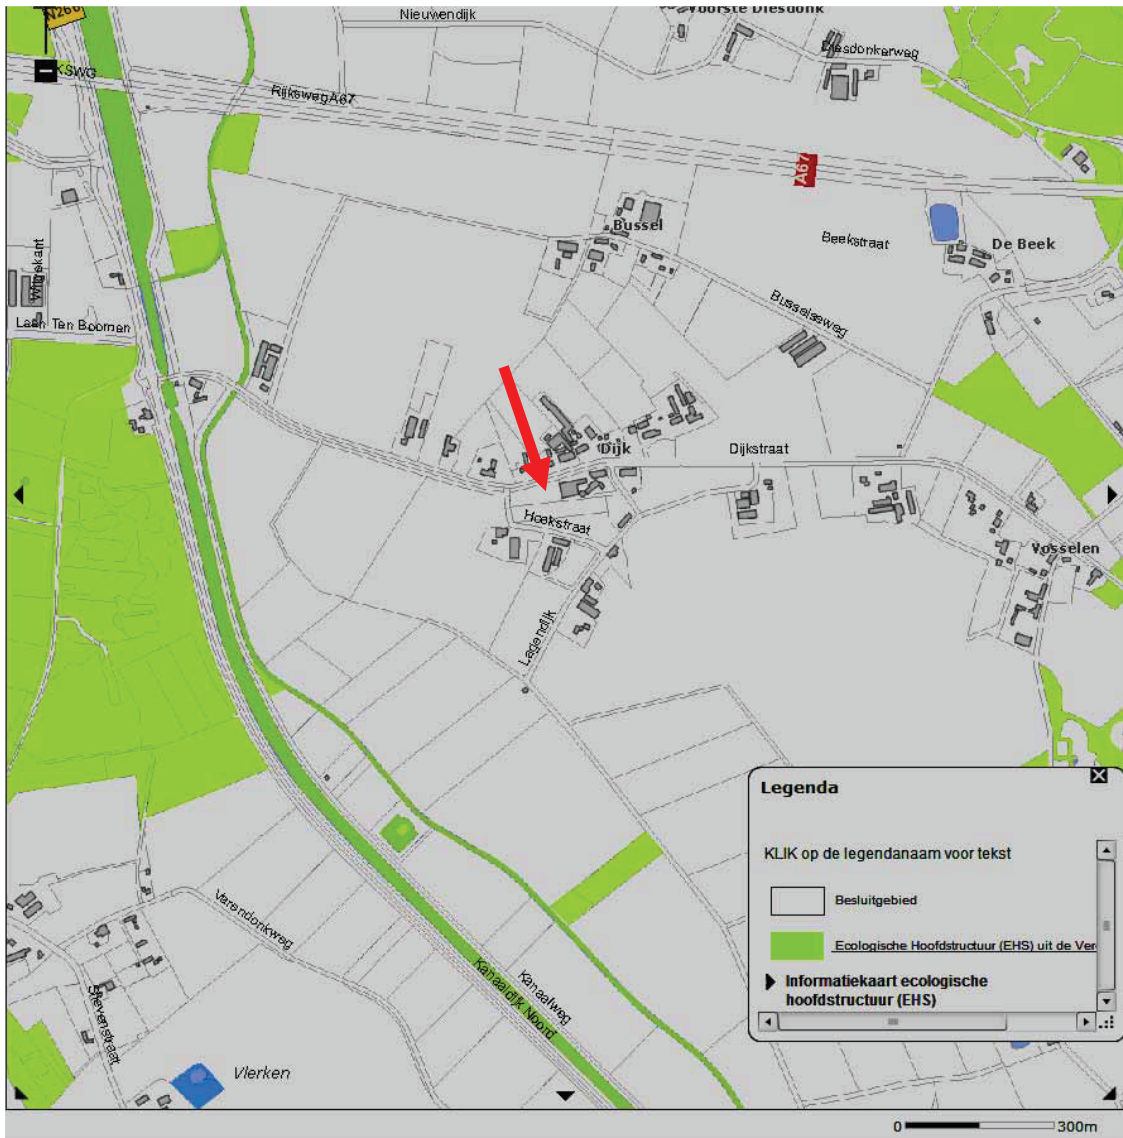 Nieuwendijk
Voorste Diesdonk
N266
Diesdonkerweg
KSWG
RijkswegA67
A67
Bussel
Beekstraat
De Beek
Wilgekant
Busselseweg
Laan Ten Boomen
Dijk
Dijkstraat
Hoekstraat
Vosselen
Lagendijk
Legenda
KLIK op de legendanaam voor tekst
Besluitgebied
Ecologische Hoofdstructuur (EHS) uit de Ver
Informatiekaart ecologische
hoofdstructuur (EHS)
Varendonkweg
Kanaalweg
Kanaaldijk Noord
Stevenstraat
Vlerken
0 300m